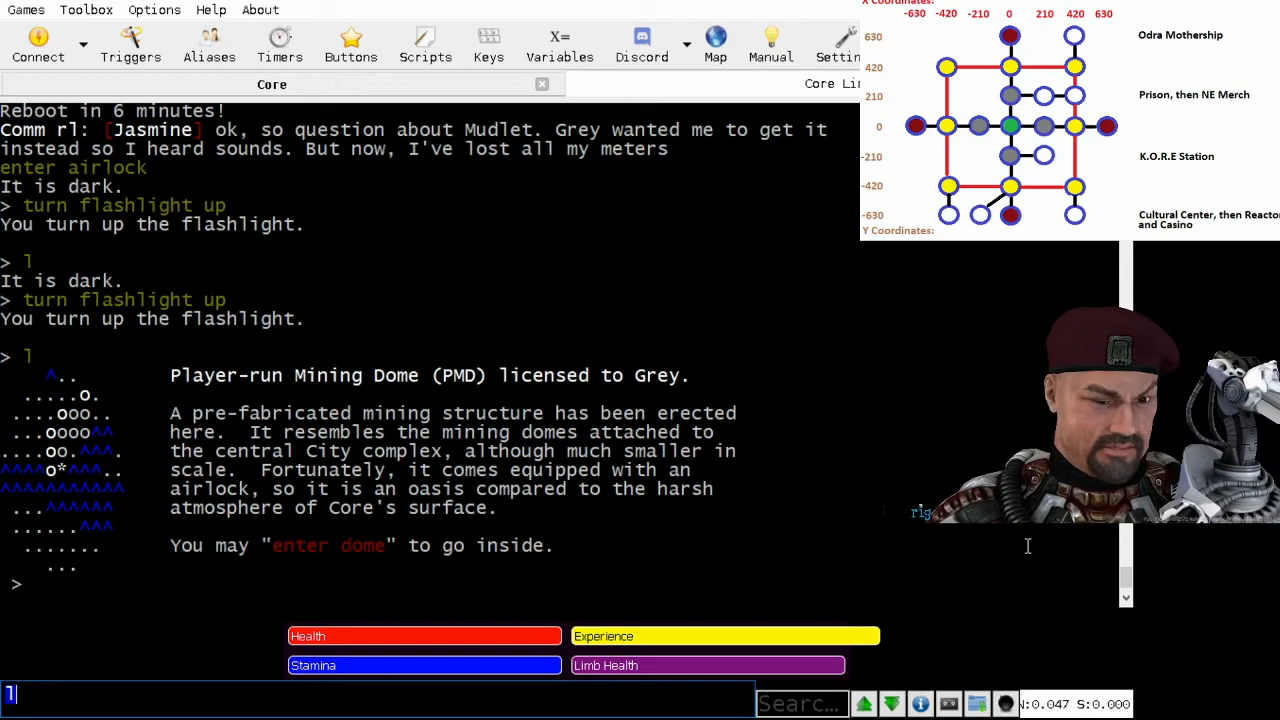 Games Toolbox Options Help About
Connect Triggers Aliases Timers Buttons Scripts Keys Variables Discord Map Manual
X=
Core
Reboot in 6 minutes!
Comm rl: [Jasmine] ok, so question about Mudlet. Grey wanted me to get it
instead so I heard sounds. But now, I've lost all my meters
enter airlock
It is dark.
> turn flashlight up
You turn up the flashlight.
> l
It is dark.
> turn flashlight up
You turn up the flashlight.
> l
^.. Player-run Mining Dome (PMD) licensed to Grey.
.....o.
....ooo.. A pre-fabricated mining structure has been erected
...oooo^^ here. It resembles the mining domes attached to
....oo.^^^. the central City complex, although much smaller in
^^^^o*^^^.. scale. Fortunately, it comes equipped with an
^^^^^^^^^^^ airlock, so it is an oasis compared to the harsh
...^^^^^^ atmosphere of Core's surface.
......^^^
....... You may "enter dome" to go inside.
...
>
Health Experience
Stamina Limb Health
l
Searc...
N:0.047 S:0.000
X Coordinates:
-630 -420 -210 0 210 420 630
630 Odra Mothership
420
210 Prison, then NE Merch
0
-210 K.O.R.E Station
-420
-630 Cultural Center, then Reactor
and Casino
Y Coordinates:
rig